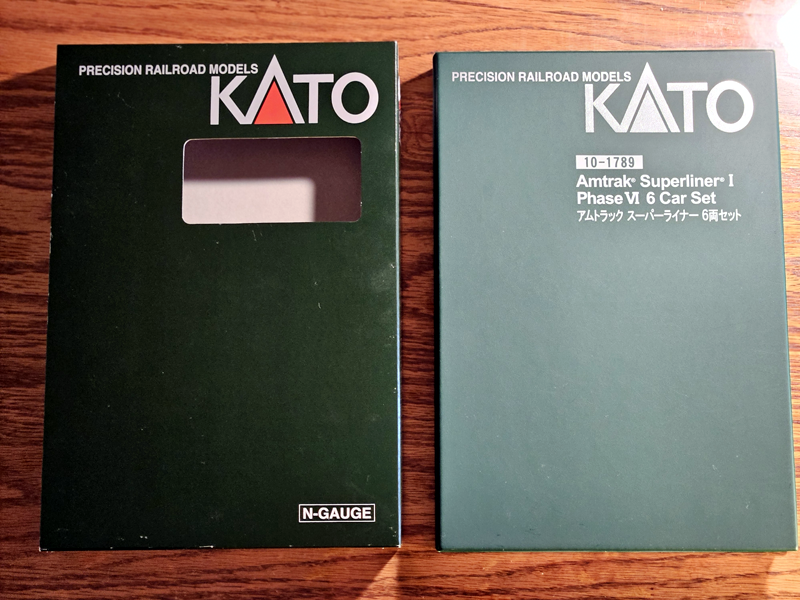 PRECISION RAILROAD MODELS
KATO
N-GAUGE
PRECISION RAILROAD MODELS
KATO
10-1789
Amtrak® Superliner® I
Phase VI 6 Car Set
アムトラック スーパーライナー 6両セット